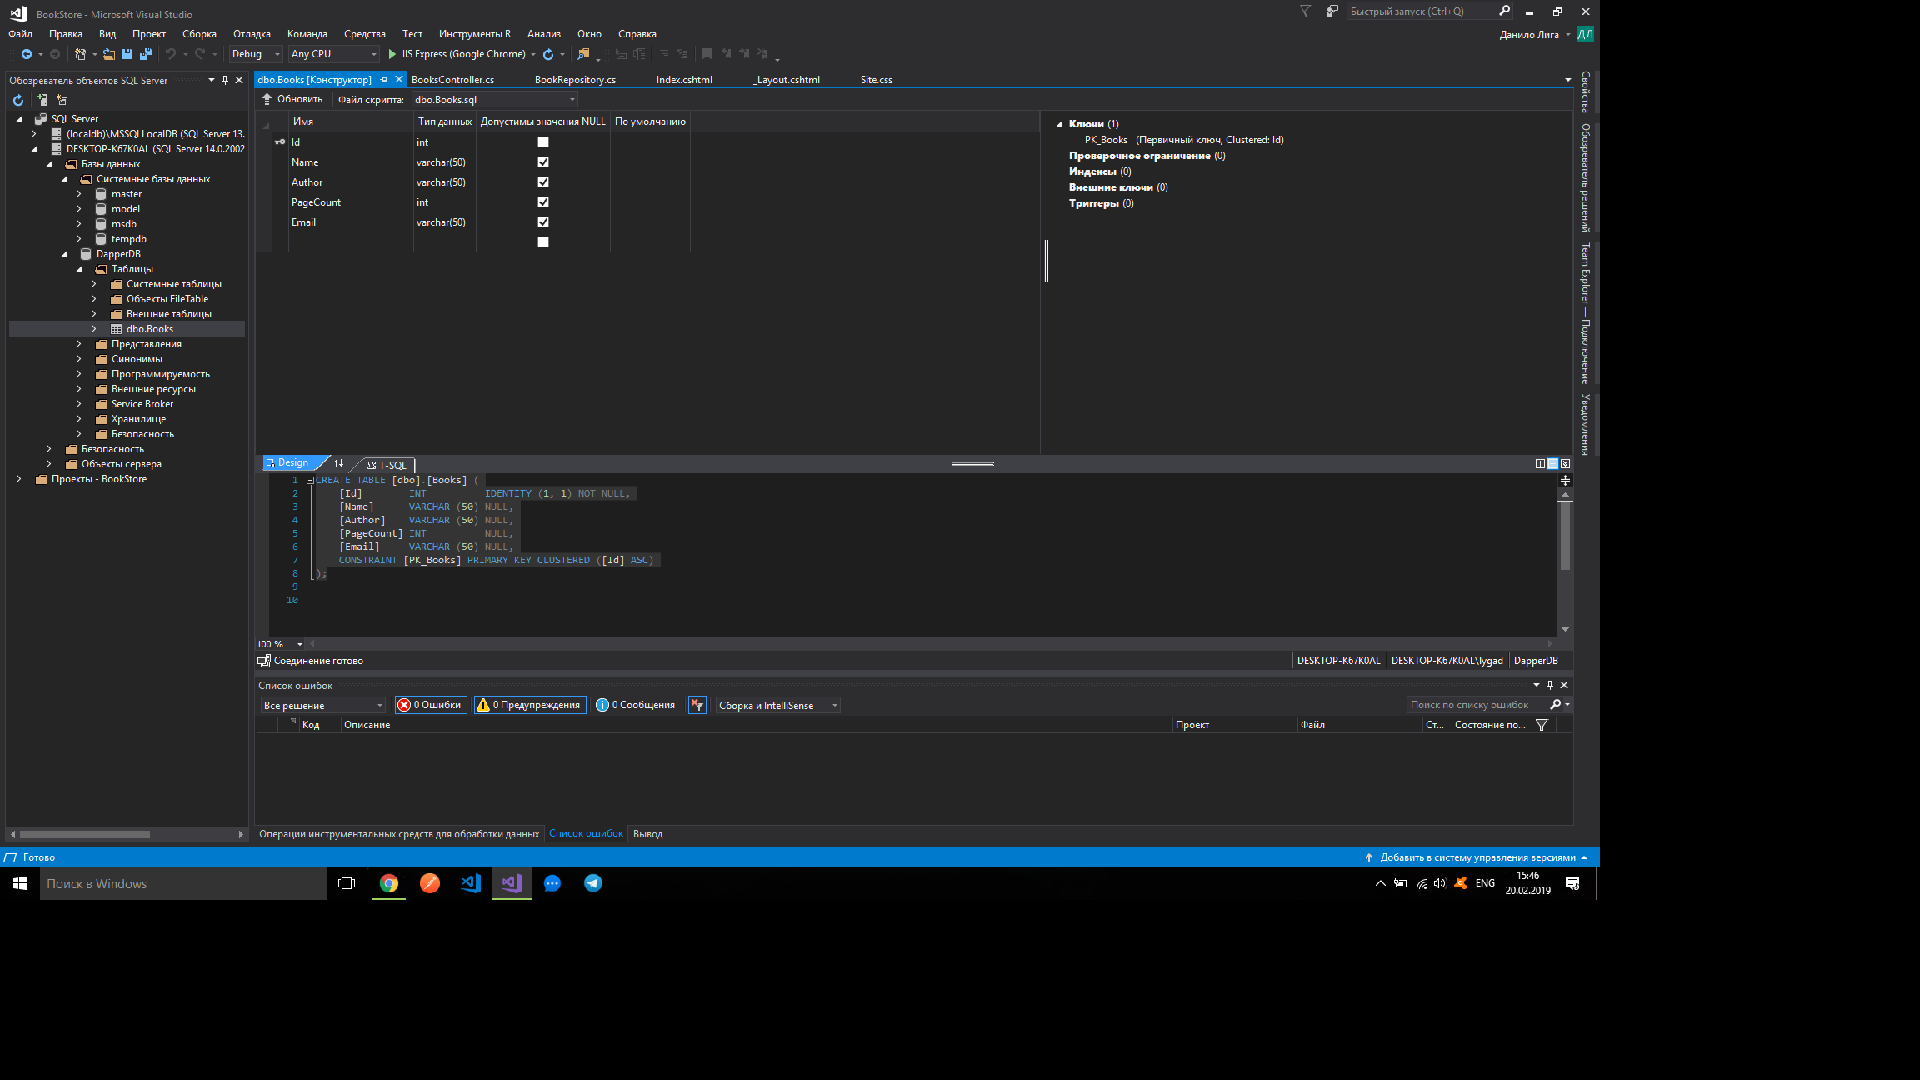 BookStore - Microsoft Visual Studio
Быстрый запуск (Ctrl+Q)
Файл Правка Вид Проект Сборка Отладка Команда Средства Тест Инструменты R Анализ Окно Справка
Данило Лига ДЛ
Debug Any CPU IIS Express (Google Chrome)
Обозреватель объектов SQL Server
SQL Server
(localdb)\MSSQLLocalDB (SQL Server 13.
DESKTOP-K67K0AL (SQL Server 14.0.2002
Базы данных
Системные базы данных
master
model
msdb
tempdb
DapperDB
Таблицы
Системные таблицы
Объекты FileTable
Внешние таблицы
dbo.Books
Представления
Синонимы
Программируемость
Внешние ресурсы
Service Broker
Хранилище
Безопасность
Безопасность
Объекты сервера
Проекты - BookStore
dbo.Books [Конструктор] BooksController.cs BookRepository.cs Index.cshtml _Layout.cshtml Site.css
Обновить Файл скрипта: dbo.Books.sql
Имя Тип данных Допустимы значения NULL По умолчанию
Id int
Name varchar(50)
Author varchar(50)
PageCount int
Email varchar(50)
Ключи (1)
PK_Books (Первичный ключ, Clustered: Id)
Проверочное ограничение (0)
Индексы (0)
Внешние ключи (0)
Триггеры (0)
Свойства
Обозреватель решений
Team Explorer — Подключение
Уведомления
Design T-SQL
1 CREATE TABLE [dbo].[Books] (
2 [Id] INT IDENTITY (1, 1) NOT NULL,
3 [Name] VARCHAR (50) NULL,
4 [Author] VARCHAR (50) NULL,
5 [PageCount] INT NULL,
6 [Email] VARCHAR (50) NULL,
7 CONSTRAINT [PK_Books] PRIMARY KEY CLUSTERED ([Id] ASC)
8 );
9
10
100 %
Соединение готово
DESKTOP-K67K0AL DESKTOP-K67K0AL\lygad DapperDB
Список ошибок
Все решение 0 Ошибки 0 Предупреждения 0 Сообщения Сборка и IntelliSense
Поиск по списку ошибок
Код Описание Проект Файл Ст... Состояние по...
Операции инструментальных средств для обработки данных Список ошибок Вывод
Готово
Добавить в систему управления версиями
Поиск в Windows
ENG
15:46
20.02.2019